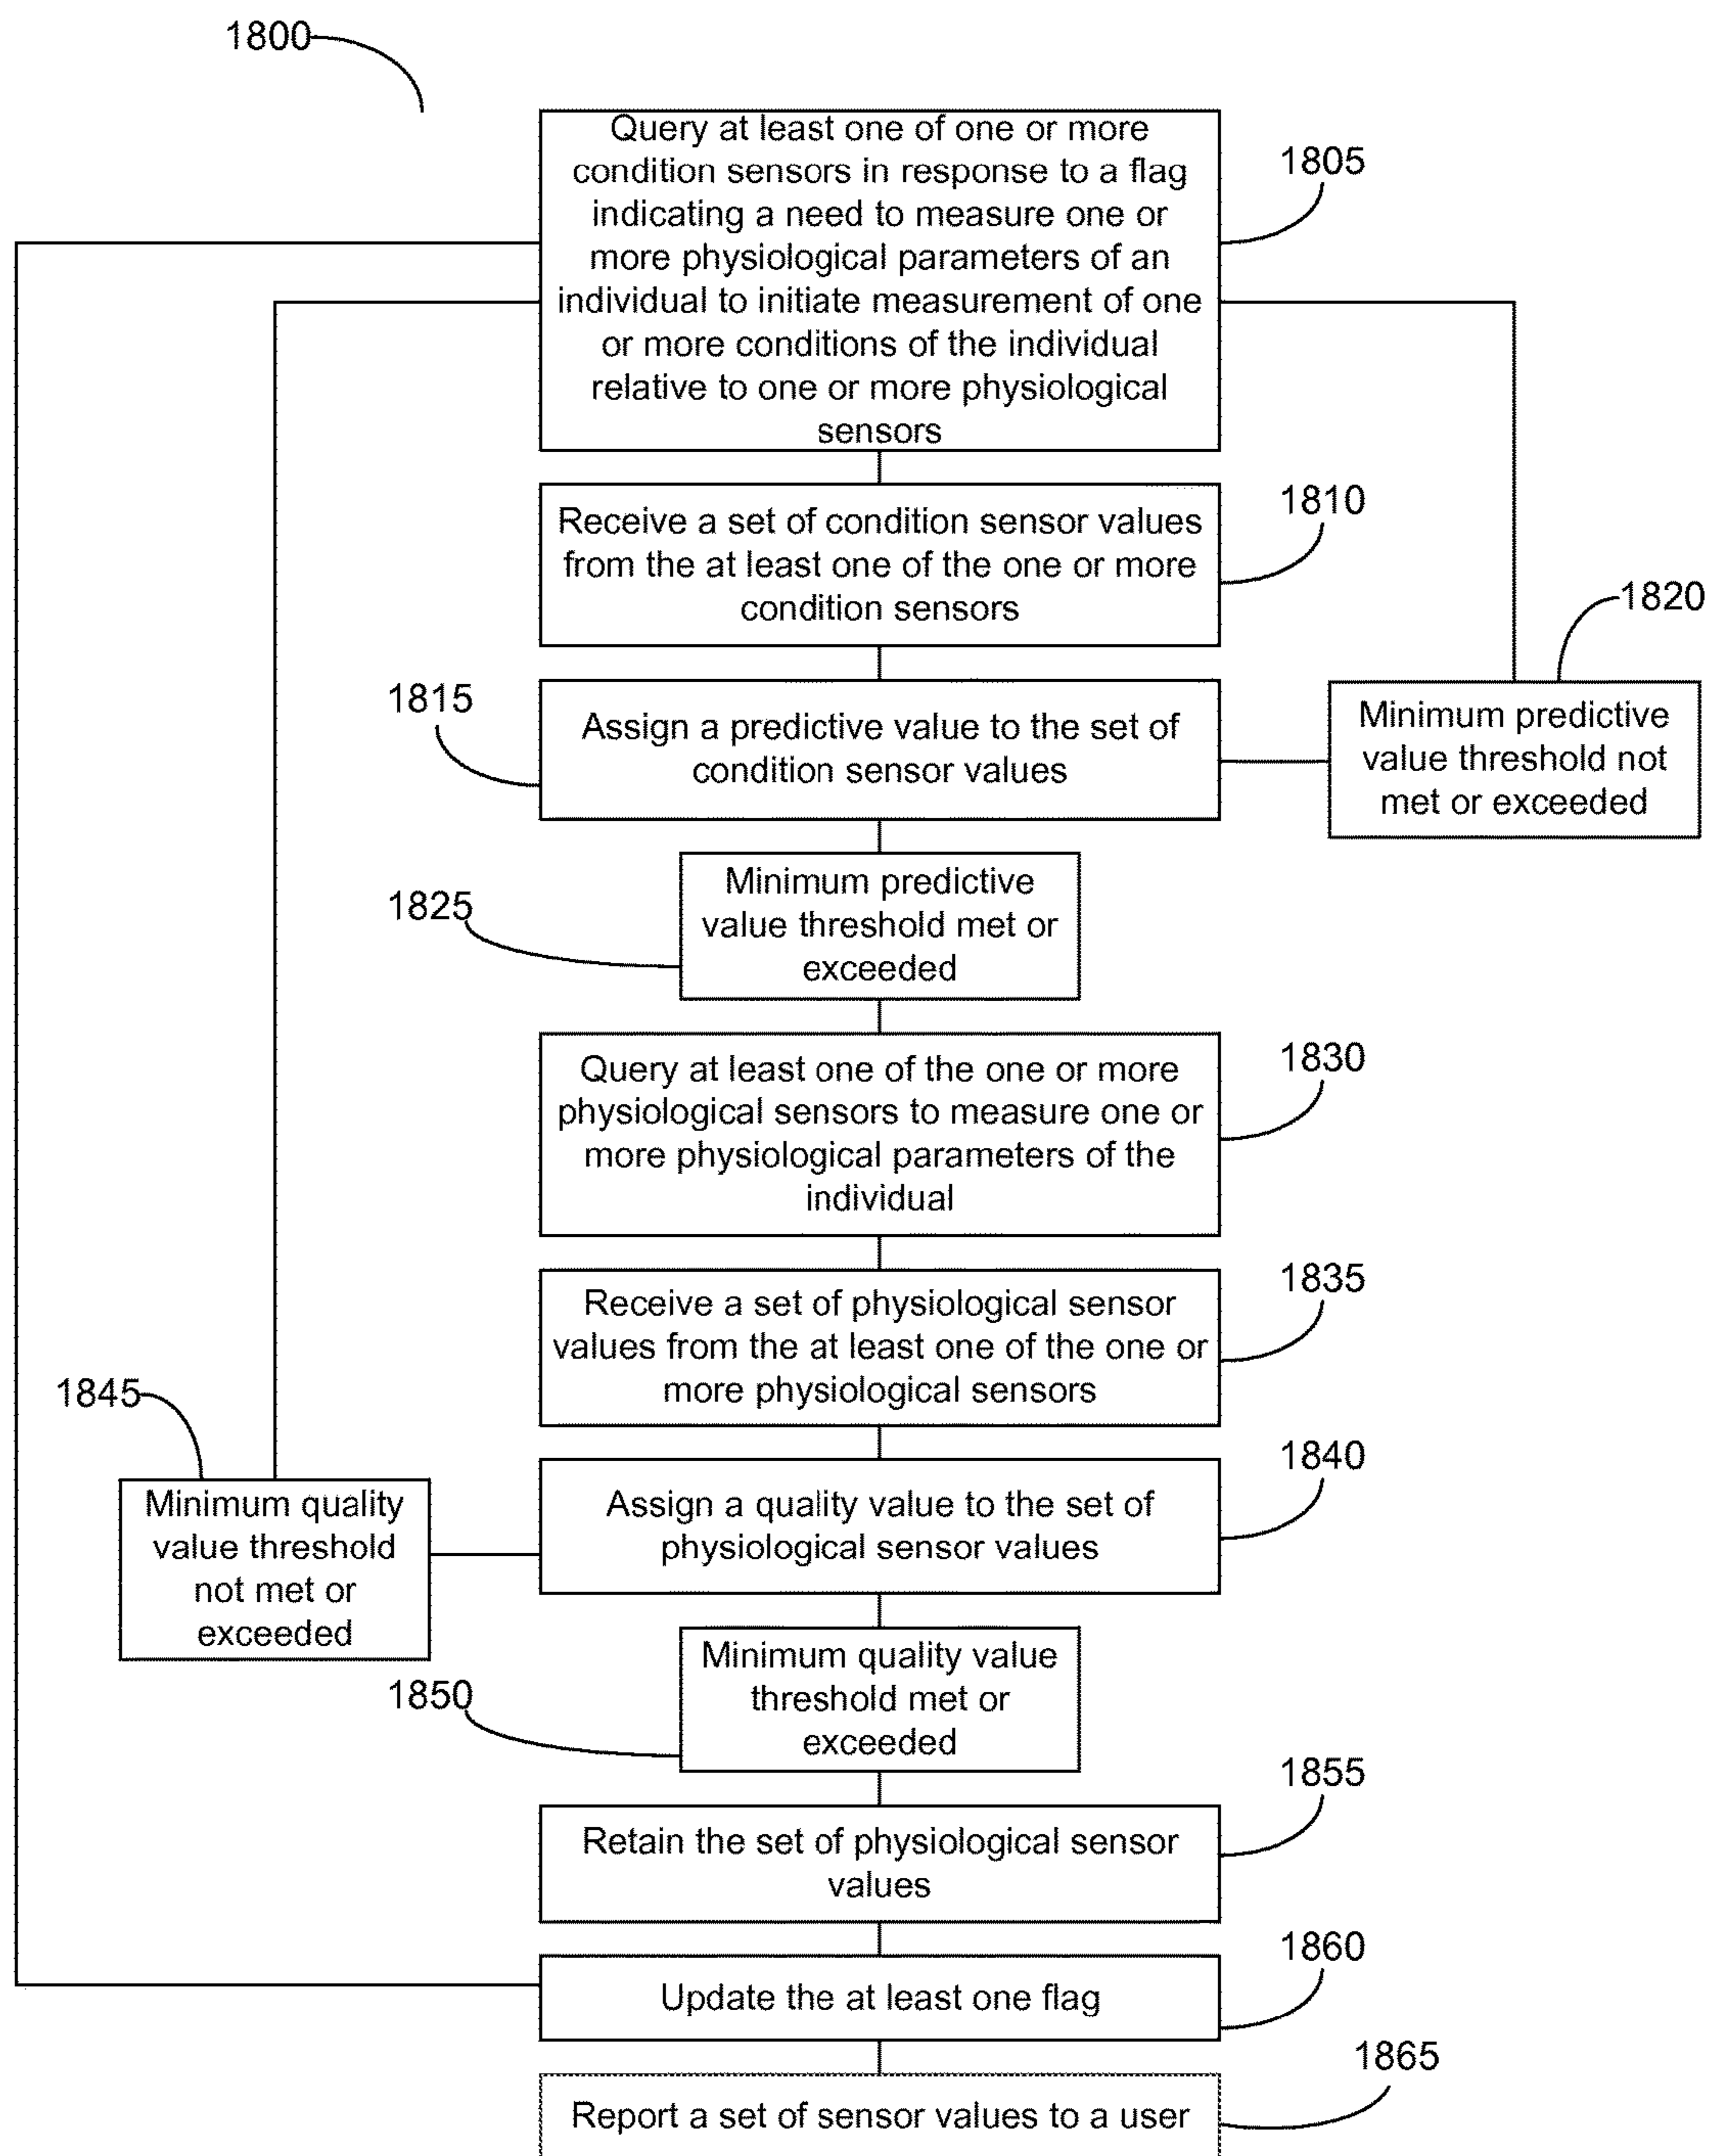 1800
Query at least one of one or more
condition sensors in response to a flag
indicating a need to measure one or
more physiological parameters of an
individual to initiate measurement of one
or more conditions of the individual
relative to one or more physiological
sensors
1805
Receive a set of condition sensor values
from the at least one of the one or more
condition sensors
1810
1815
Assign a predictive value to the set of
condition sensor values
1820
Minimum predictive
value threshold not
met or exceeded
1825
Minimum predictive
value threshold met or
exceeded
Query at least one of the one or more
physiological sensors to measure one or
more physiological parameters of the
individual
1830
Receive a set of physiological sensor
values from the at least one of the one or
more physiological sensors
1835
1845
Minimum quality
value threshold
not met or
exceeded
Assign a quality value to the set of
physiological sensor values
1840
1850
Minimum quality value
threshold met or
exceeded
Retain the set of physiological sensor
values
1855
Update the at least one flag
1860
Report a set of sensor values to a user
1865